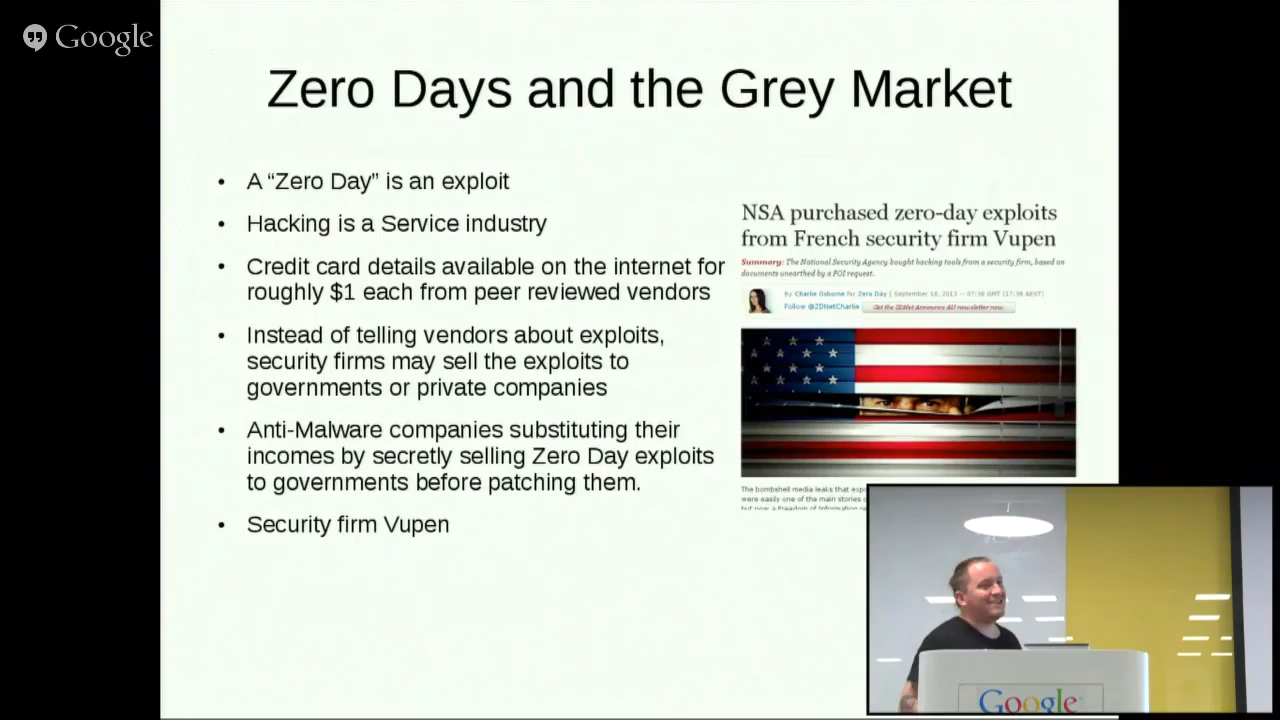 Google
Zero Days and the Grey Market
• A “Zero Day” is an exploit
• Hacking is a Service industry
• Credit card details available on the internet for
roughly $1 each from peer reviewed vendors
• Instead of telling vendors about exploits,
security firms may sell the exploits to
governments or private companies
• Anti-Malware companies substituting their
incomes by secretly selling Zero Day exploits
to governments before patching them.
• Security firm Vupen
NSA purchased zero-day exploits
from French security firm Vupen
Summary: The National Security Agency bought hacking tools from a security firm, based on
documents unearthed by a FOI request.
By Charlie Osborne for Zero Day | September 18, 2013 -- 07:38 GMT (17:38 AEST)
Follow @ZDNetCharlie Get the ZDNet Announce AU newsletter now
The bombshell media leaks that
were easily one of the main stories
but now a Freedom of Information
Google